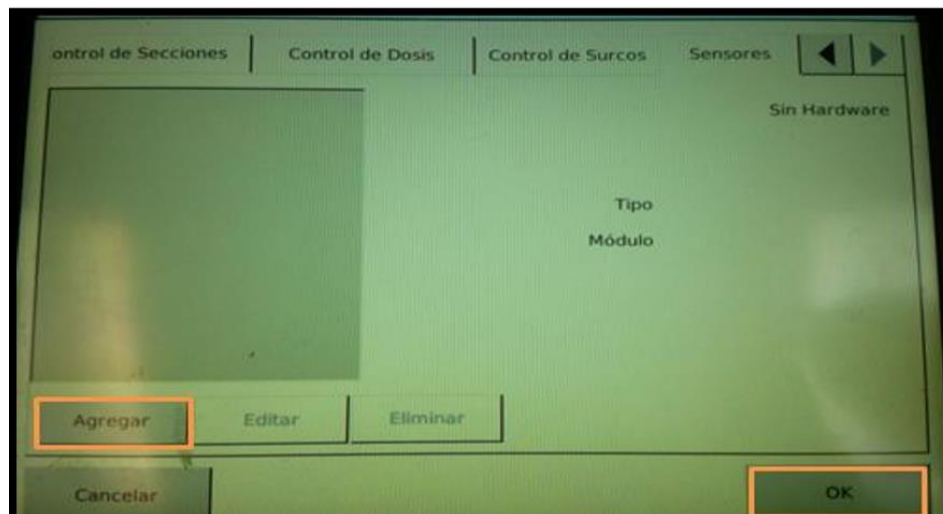 ontrol de Secciones
Control de Dosis
Control de Surcos
Sensores
Sin Hardware
Tipo
Módulo
Agregar
Editar
Eliminar
Cancelar
OK